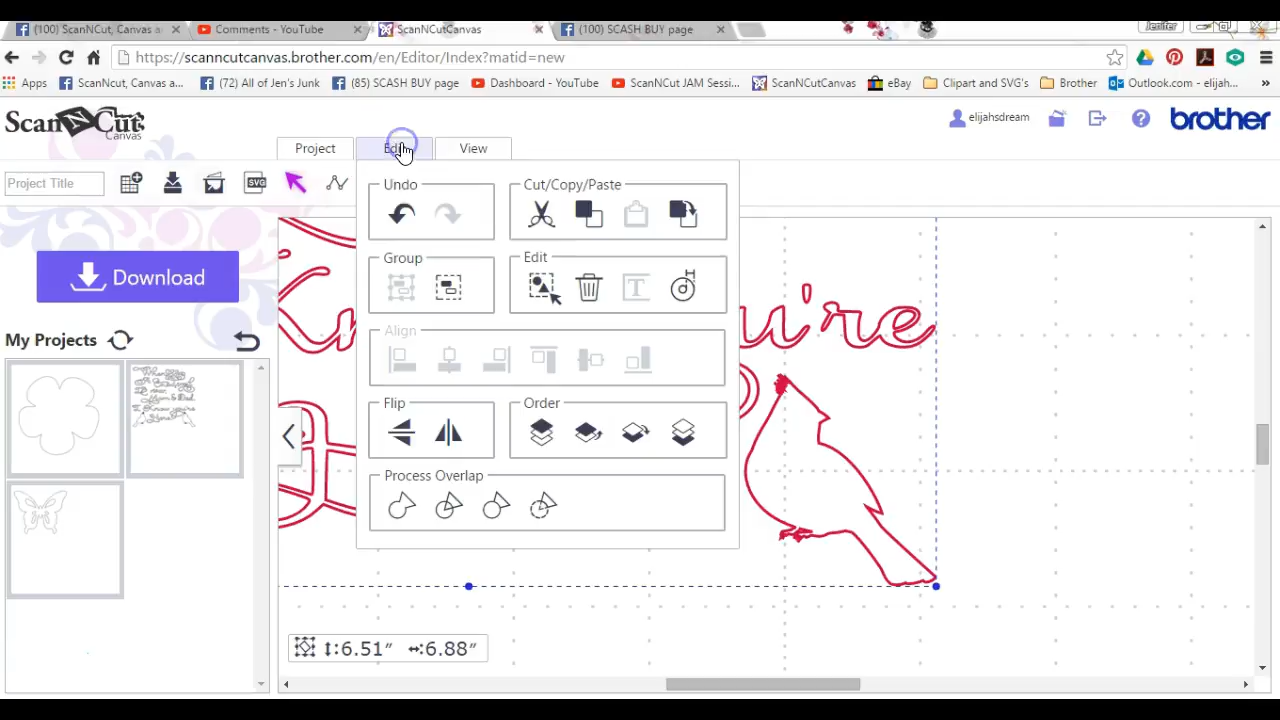 (100) ScanNCut, Canvas a
Comments - YouTube
ScanNCutCanvas
(100) SCASH BUY page
Jenifer
https://scanncutcanvas.brother.com/en/Editor/Index?matid=new
Apps
ScanNCut, Canvas a...
(72) All of Jen's Junk
(85) SCASH BUY page
Dashboard - YouTube
ScanNCut JAM Sessi...
ScanNCutCanvas
eBay
Clipart and SVG's
Brother
Outlook.com - elijah...
»
ScanNCut
Canvas
elijahsdream
brother
Project
Edit
View
Project Title
SVG
Undo
Cut/Copy/Paste
Download
Group
Edit
T
u're
My Projects
Align
Flip
Order
Process Overlap
↕:6.51″ ↔:6.88″